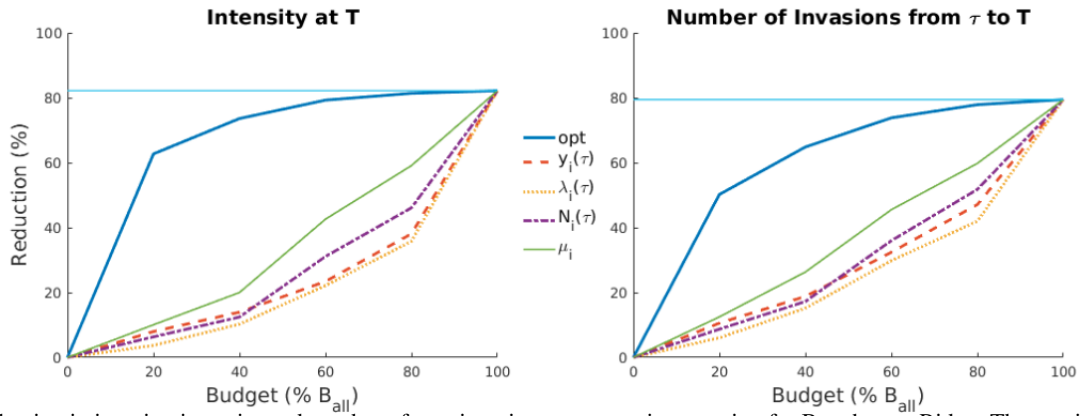 Intensity at T
Number of Invasions from τ to T
Reduction (%)
100
80
60
40
20
0
0 20 40 60 80 100
Budget (% B_all)
opt
y_i(τ)
λ_i(τ)
N_i(τ)
μ_i
100
80
60
40
20
0
0 20 40 60 80 100
Budget (% B_all)